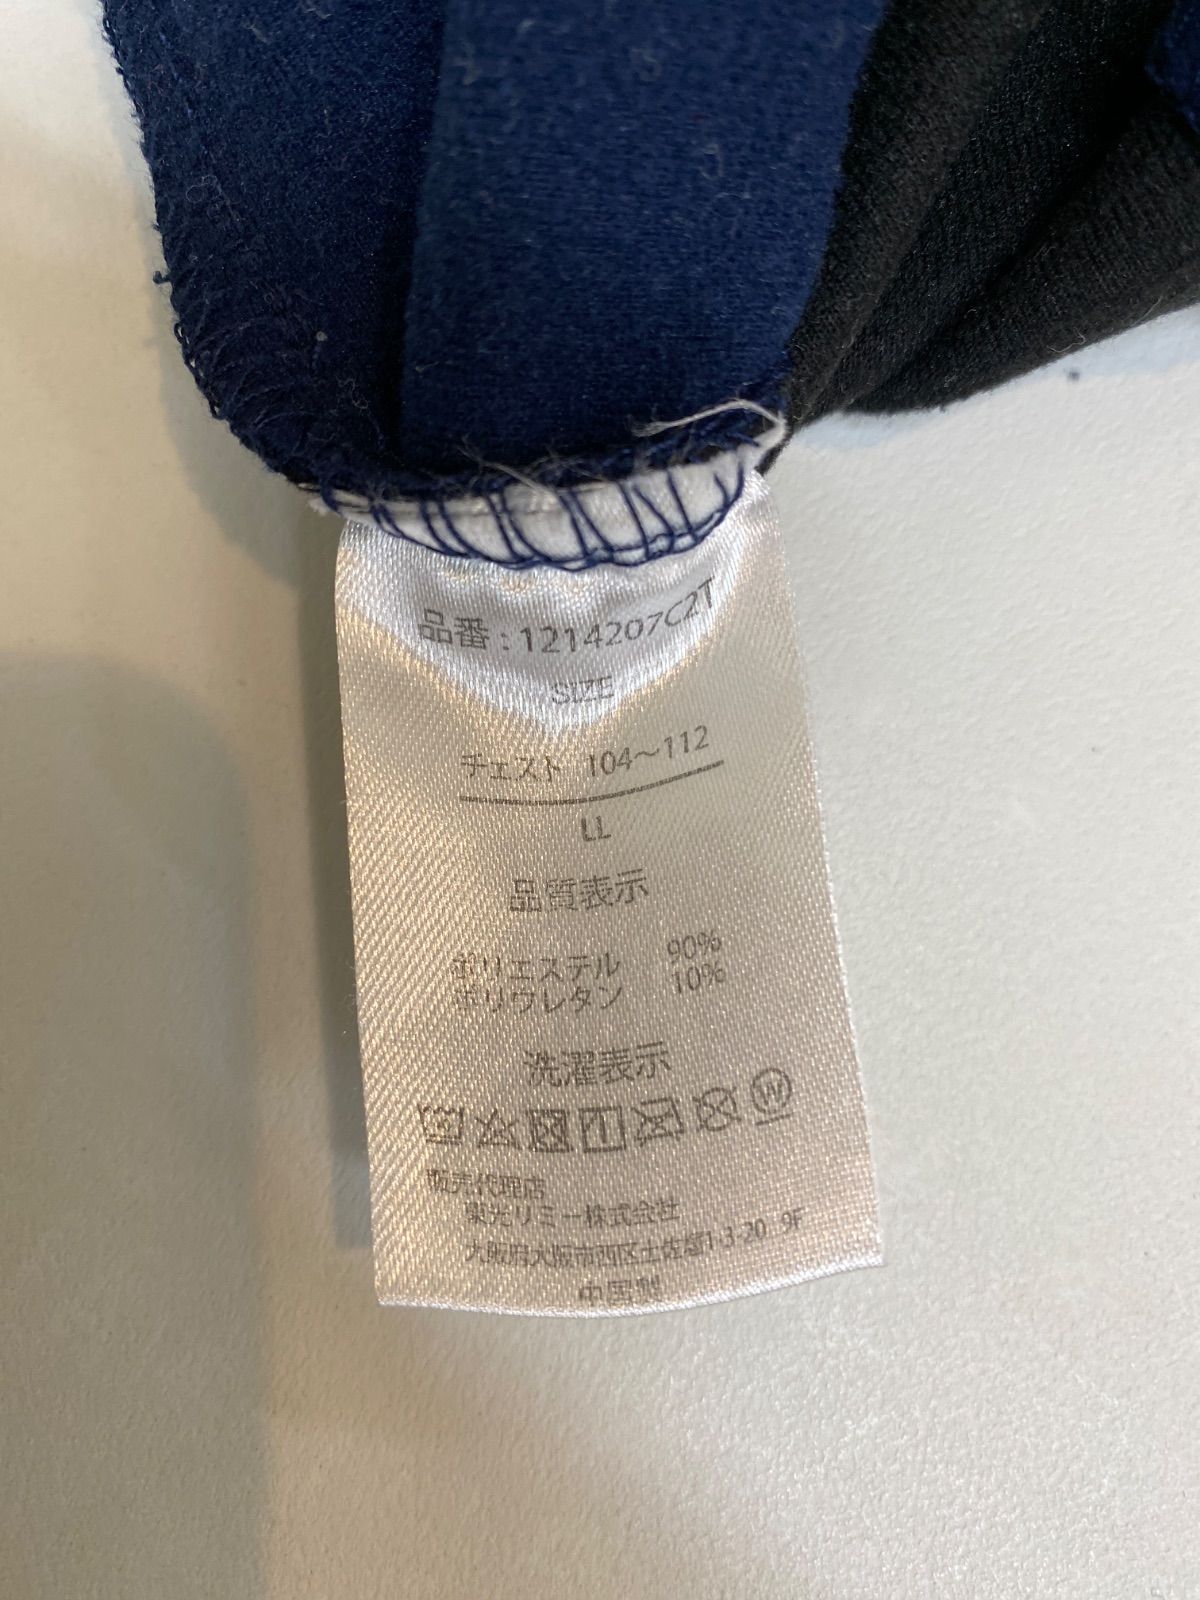 品番：1214207C2T
SIZE
チェスト 104～112
LL
品質表示
ポリエステル 90%
ポリウレタン 10%
洗濯表示
W
販売代理店
栄光リミー株式会社
大阪府大阪市西区土佐堀1-3-20 9F
中国製